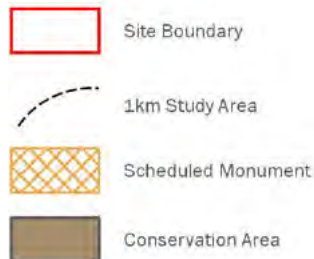 Site Boundary
1km Study Area
Scheduled Monument
Conservation Area